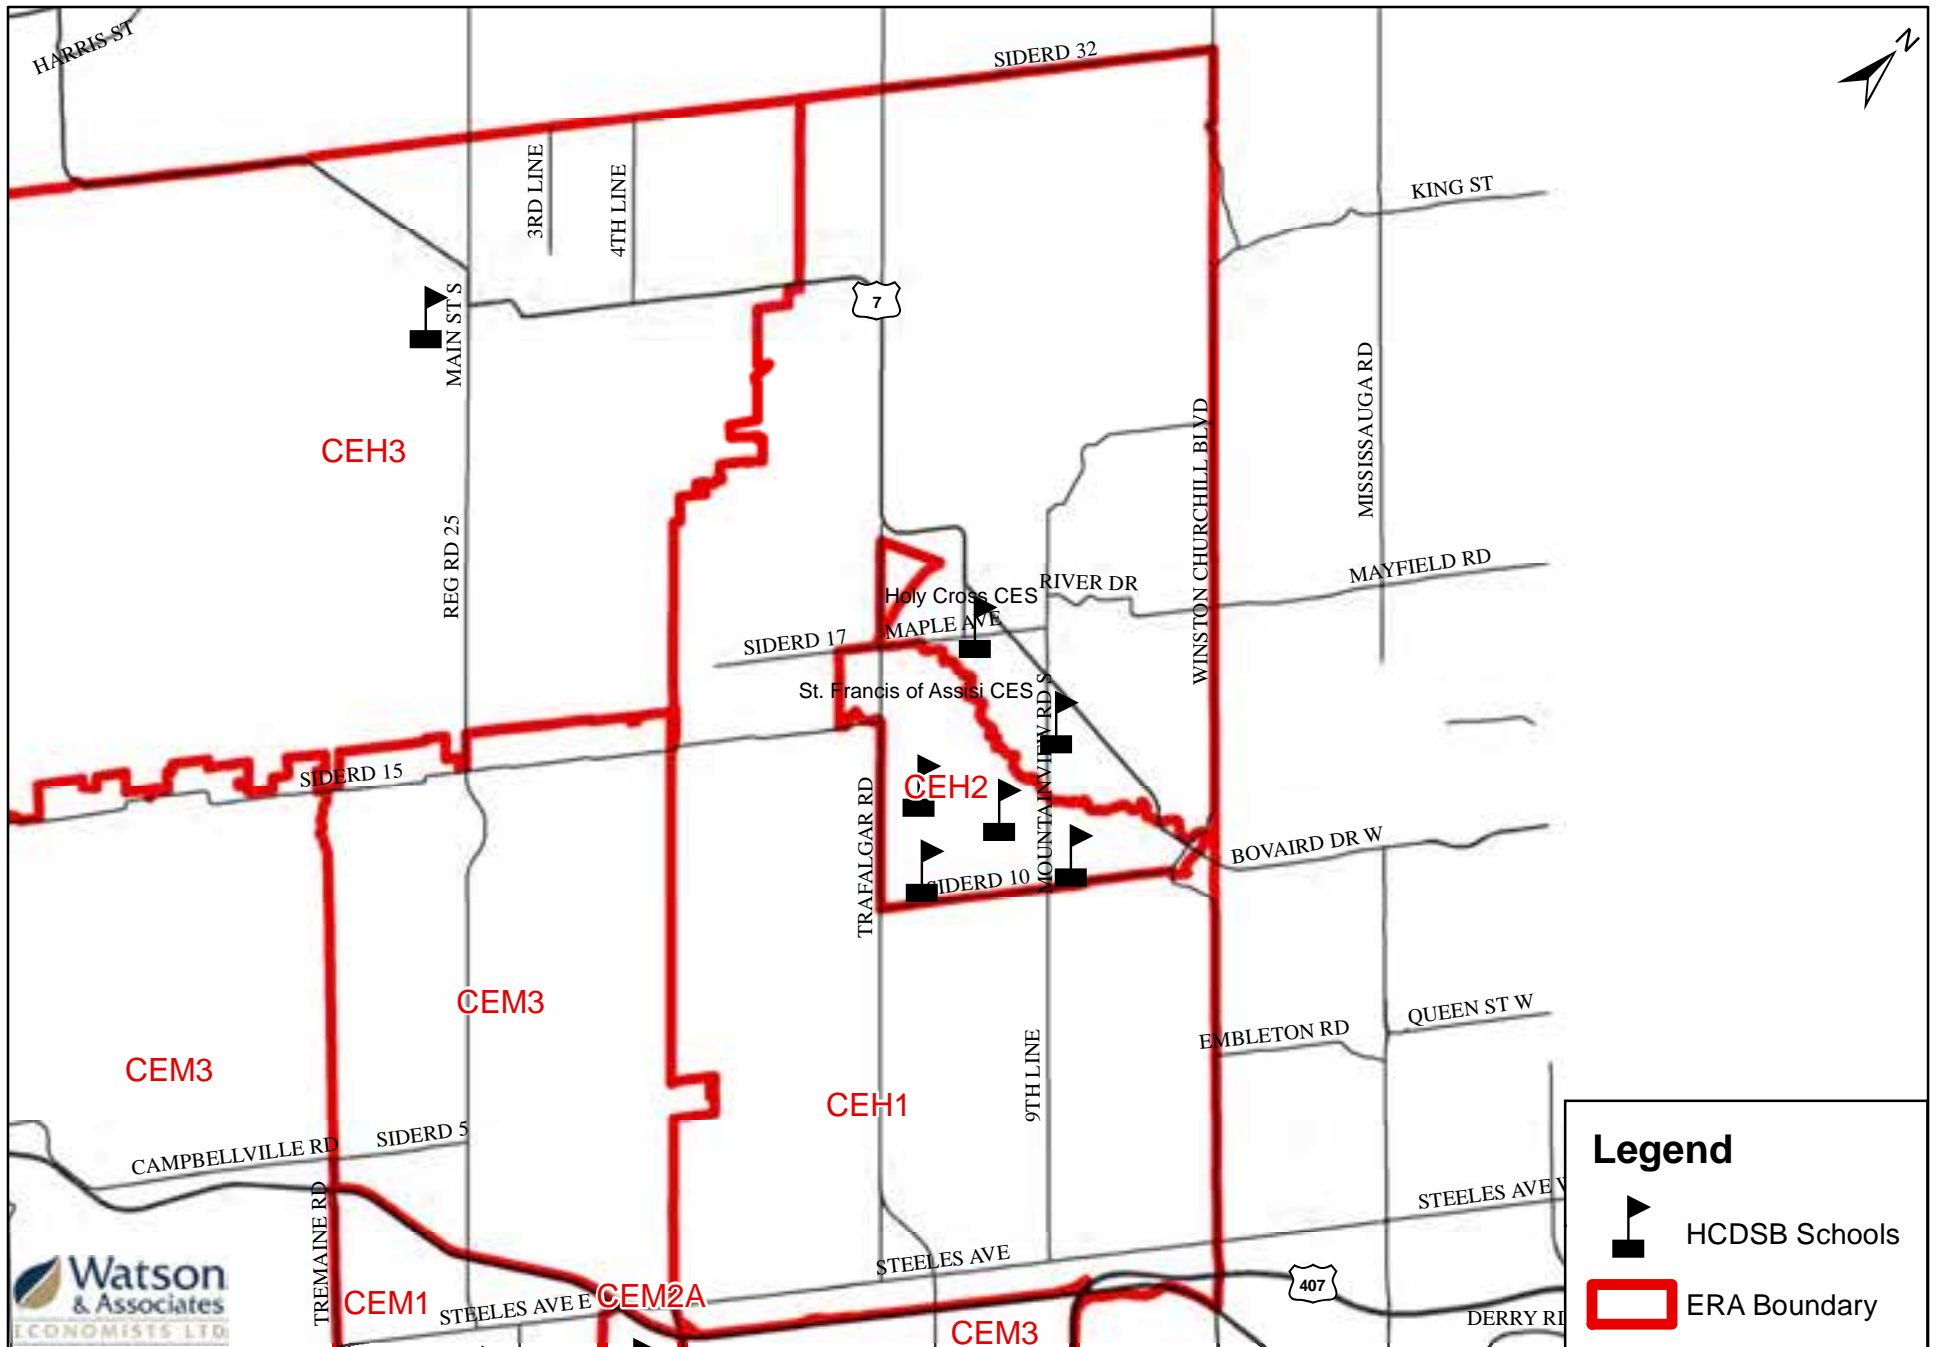 HARRIS ST
SIDERD 32
N
3RD LINE
4TH LINE
KING ST
7
MAIN ST S
CEH3
MISSISSAUGA RD
WINSTON CHURCHILL BLVD
REG RD 25
MAYFIELD RD
RIVER DR
Holy Cross CES
MAPLE AVE
SIDERD 17
St. Francis of Assisi CES
MOUNTAINVIEW RD S
SIDERD 15
CEH2
TRAFALGAR RD
BOVAIRD DR W
SIDERD 10
CEM3
QUEEN ST W
EMBLETON RD
CEM3
9TH LINE
CEH1
SIDERD 5
CAMPBELLVILLE RD
Legend
HCDSB Schools
ERA Boundary
STEELES AVE W
TREMAINE RD
STEELES AVE
407
CEM1
STEELES AVE E
CEM2A
CEM3
DERRY RD
Watson
& Associates
ECONOMISTS LTD